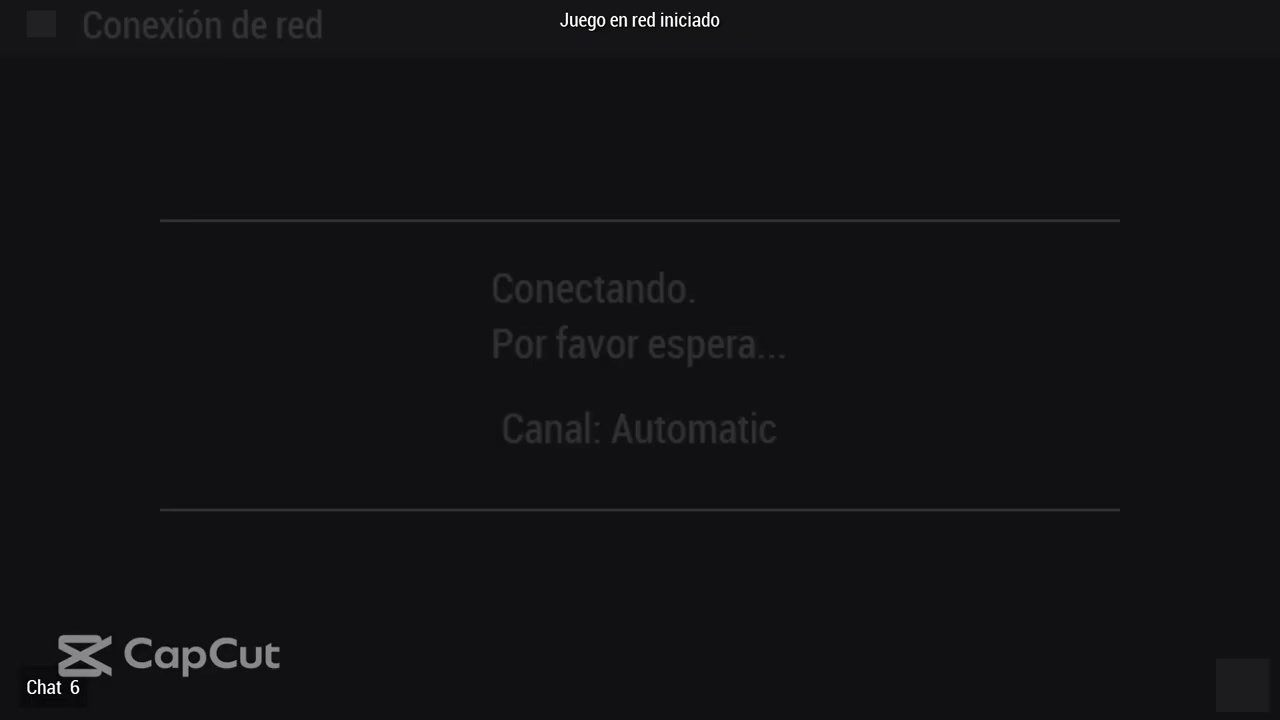 Conexión de red
Juego en red iniciado
Conectando.
Por favor espera...
Canal: Automatic
CapCut
Chat 6